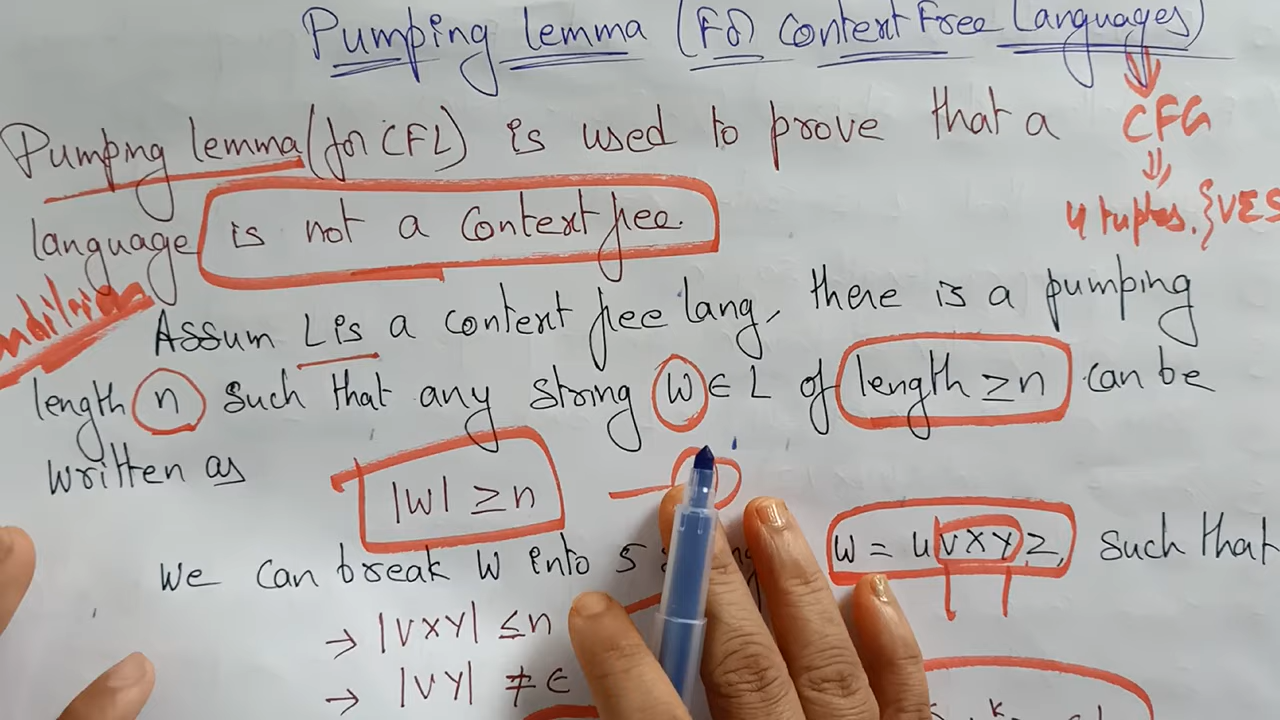 Pumping lemma (For) Context Free Languages)
CFG
Pumpng lemma (for CFL) is used to prove that a
4 tuples. }VES
language is not a Context free.
Assum L is a context free lang, there is a pumping
length n such that any string W ∈ L of length ≥ n can be
written as
|W| ≥ n
we can break W into 5
W = UVXYZ, such that
→ |VXY| ≤ n
→ |VY| ≠ ∈
k